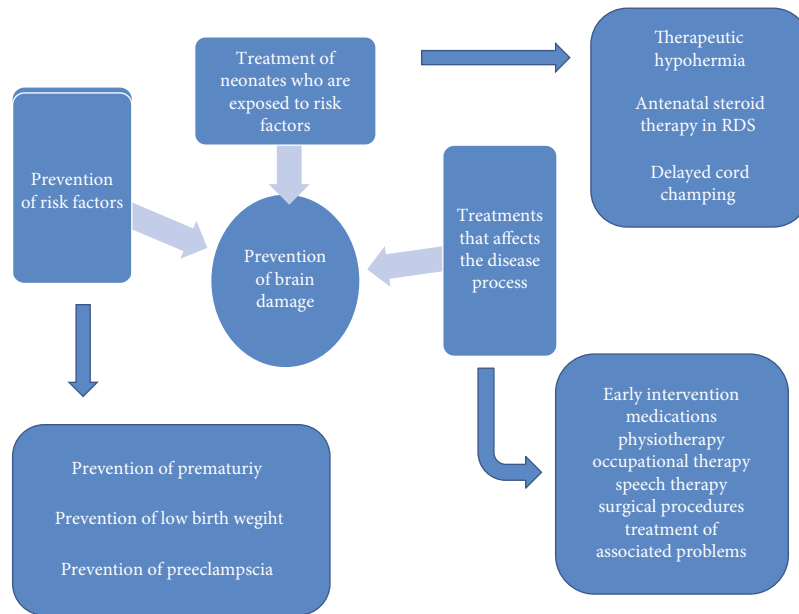 Treatment of
neonates who are
exposed to risk
factors
Therapeutic
hypohermia
Antenatal steroid
therapy in RDS
Delayed cord
champing
Prevention
of risk factors
Prevention
of brain
damage
Treatments
that affects
the disease
process
Prevention of prematuriy
Prevention of low birth wegiht
Prevention of preeclampscia
Early intervention
medications
physiotherapy
occupational therapy
speech therapy
surgical procedures
treatment of
associated problems